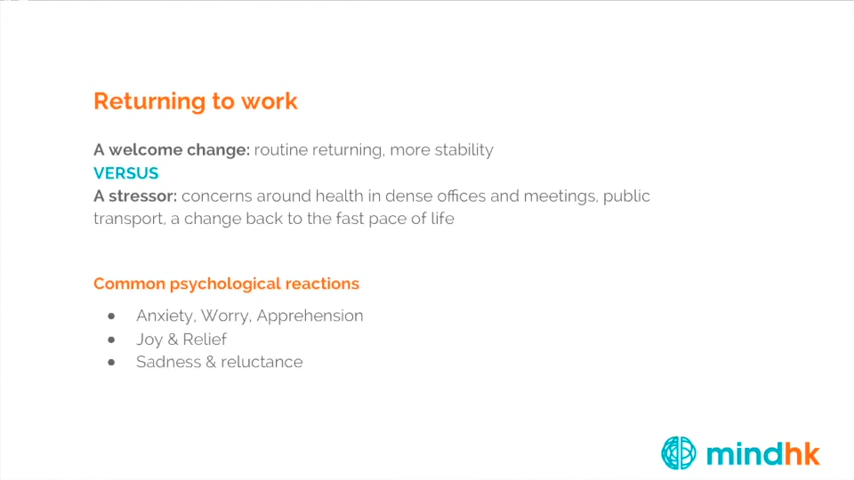 Returning to work
A welcome change: routine returning, more stability
VERSUS
A stressor: concerns around health in dense offices and meetings, public
transport, a change back to the fast pace of life
Common psychological reactions
● Anxiety, Worry, Apprehension
● Joy & Relief
● Sadness & reluctance
mindhk